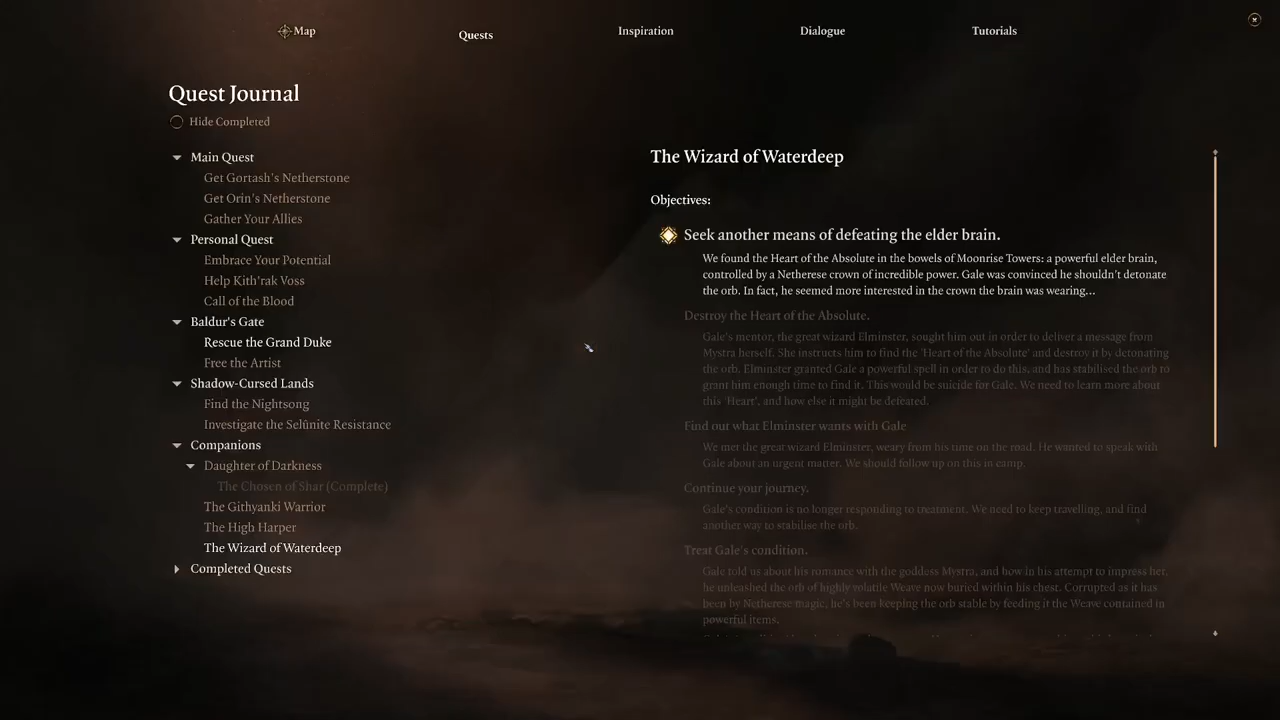 Map
Quests
Inspiration
Dialogue
Tutorials
Quest Journal
Hide Completed
Main Quest
Get Gortash's Netherstone
Get Orin's Netherstone
Gather Your Allies
Personal Quest
Embrace Your Potential
Help Kith'rak Voss
Call of the Blood
Baldur's Gate
Rescue the Grand Duke
Free the Artist
Shadow-Cursed Lands
Find the Nightsong
Investigate the Selûnite Resistance
Companions
Daughter of Darkness
The Chosen of Shar (Complete)
The Githyanki Warrior
The High Harper
The Wizard of Waterdeep
Completed Quests
The Wizard of Waterdeep
Objectives:
Seek another means of defeating the elder brain.
We found the Heart of the Absolute in the bowels of Moonrise Towers: a powerful elder brain,
controlled by a Netherese crown of incredible power. Gale was convinced he shouldn't detonate
the orb. In fact, he seemed more interested in the crown the brain was wearing...
Destroy the Heart of the Absolute.
Gale's mentor, the great wizard Elminster, sought him out in order to deliver a message from
Mystra herself. She instructs him to find the 'Heart of the Absolute' and destroy it by detonating
the orb. Elminster granted Gale a powerful spell in order to do this, and has stabilised the orb to
grant him enough time to find it. This would be suicide for Gale. We need to learn more about
this 'Heart', and how else it might be defeated.
Find out what Elminster wants with Gale
We met the great wizard Elminster, weary from his time on the road. He wanted to speak with
Gale about an urgent matter. We should follow up on this in camp.
Continue your journey.
Gale's condition is no longer responding to treatment. We need to keep travelling, and find
another way to stabilise the orb.
Treat Gale's condition.
Gale told us about his romance with the goddess Mystra, and how in his attempt to impress her,
he unleashed the orb of highly volatile Weave now buried within his chest. Corrupted as it has
been by Netherese magic, he's been keeping the orb stable by feeding it the Weave contained in
powerful items.